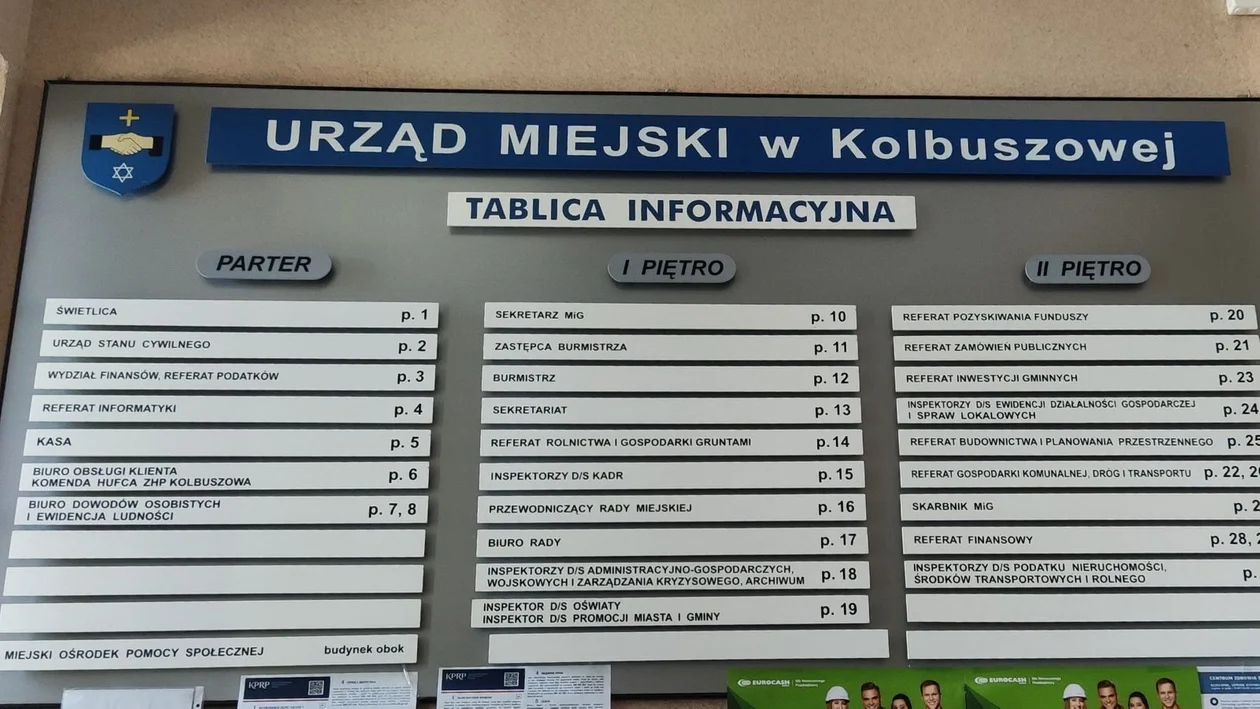 URZĄD MIEJSKI w Kolbuszowej
TABLICA INFORMACYJNA
PARTER
ŚWIETLICA p. 1
URZĄD STANU CYWILNEGO p. 2
WYDZIAŁ FINANSÓW, REFERAT PODATKÓW p. 3
REFERAT INFORMATYKI p. 4
KASA p. 5
BIURO OBSŁUGI KLIENTA
KOMENDA HUFCA ZHP KOLBUSZOWA p. 6
BIURO DOWODÓW OSOBISTYCH
I EWIDENCJA LUDNOŚCI p. 7, 8
MIEJSKI OŚRODEK POMOCY SPOŁECZNEJ budynek obok
I PIĘTRO
SEKRETARZ MiG p. 10
ZASTĘPCA BURMISTRZA p. 11
BURMISTRZ p. 12
SEKRETARIAT p. 13
REFERAT ROLNICTWA I GOSPODARKI GRUNTAMI p.14
INSPEKTORZY D/S KADR p.15
PRZEWODNICZĄCY RADY MIEJSKIEJ p. 16
BIURO RADY p. 17
INSPEKTORZY D/S ADMINISTRACYJNO-GOSPODARCZYCH,
WOJSKOWYCH I ZARZĄDZANIA KRYZYSOWEGO, ARCHIWUM p. 18
INSPEKTOR D/S OŚWIATY
INSPEKTOR D/S PROMOCJI MIASTA I GMINY p. 19
II PIĘTRO
REFERAT POZYSKIWANIA FUNDUSZY p. 20
REFERAT ZAMÓWIEŃ PUBLICZNYCH p. 21
REFERAT INWESTYCJI GMINNYCH p. 23
INSPEKTORZY D/S EWIDENCJI DZIAŁALNOŚCI GOSPODARCZEJ
I SPRAW LOKALOWYCH p. 24
REFERAT BUDOWNICTWA I PLANOWANIA PRZESTRZENNEGO p. 25
REFERAT GOSPODARKI KOMUNALNEJ, DRÓG I TRANSPORTU p. 22,
SKARBNIK MiG p.
REFERAT FINANSOWY p. 28,
INSPEKTORZY D/S PODATKU NIERUCHOMOŚCI,
ŚRODKÓW TRANSPORTOWYCH I ROLNEGO p.
KPRP
KPRP
EUROCASH
EUROCASH